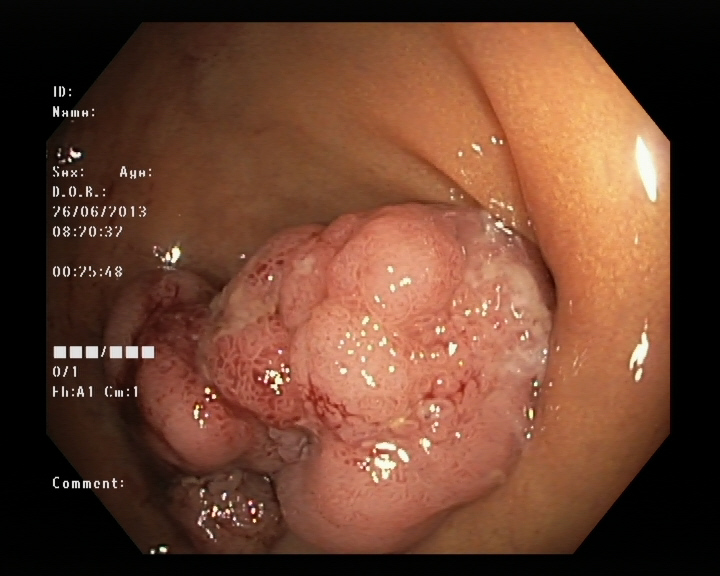 ID:
Name:
Sex: Age:
D.O.R.:
26/06/2013
08:20:32
00:25:48
■■■/■■■
0/1
Eh:A1 Cm:1
Comment: